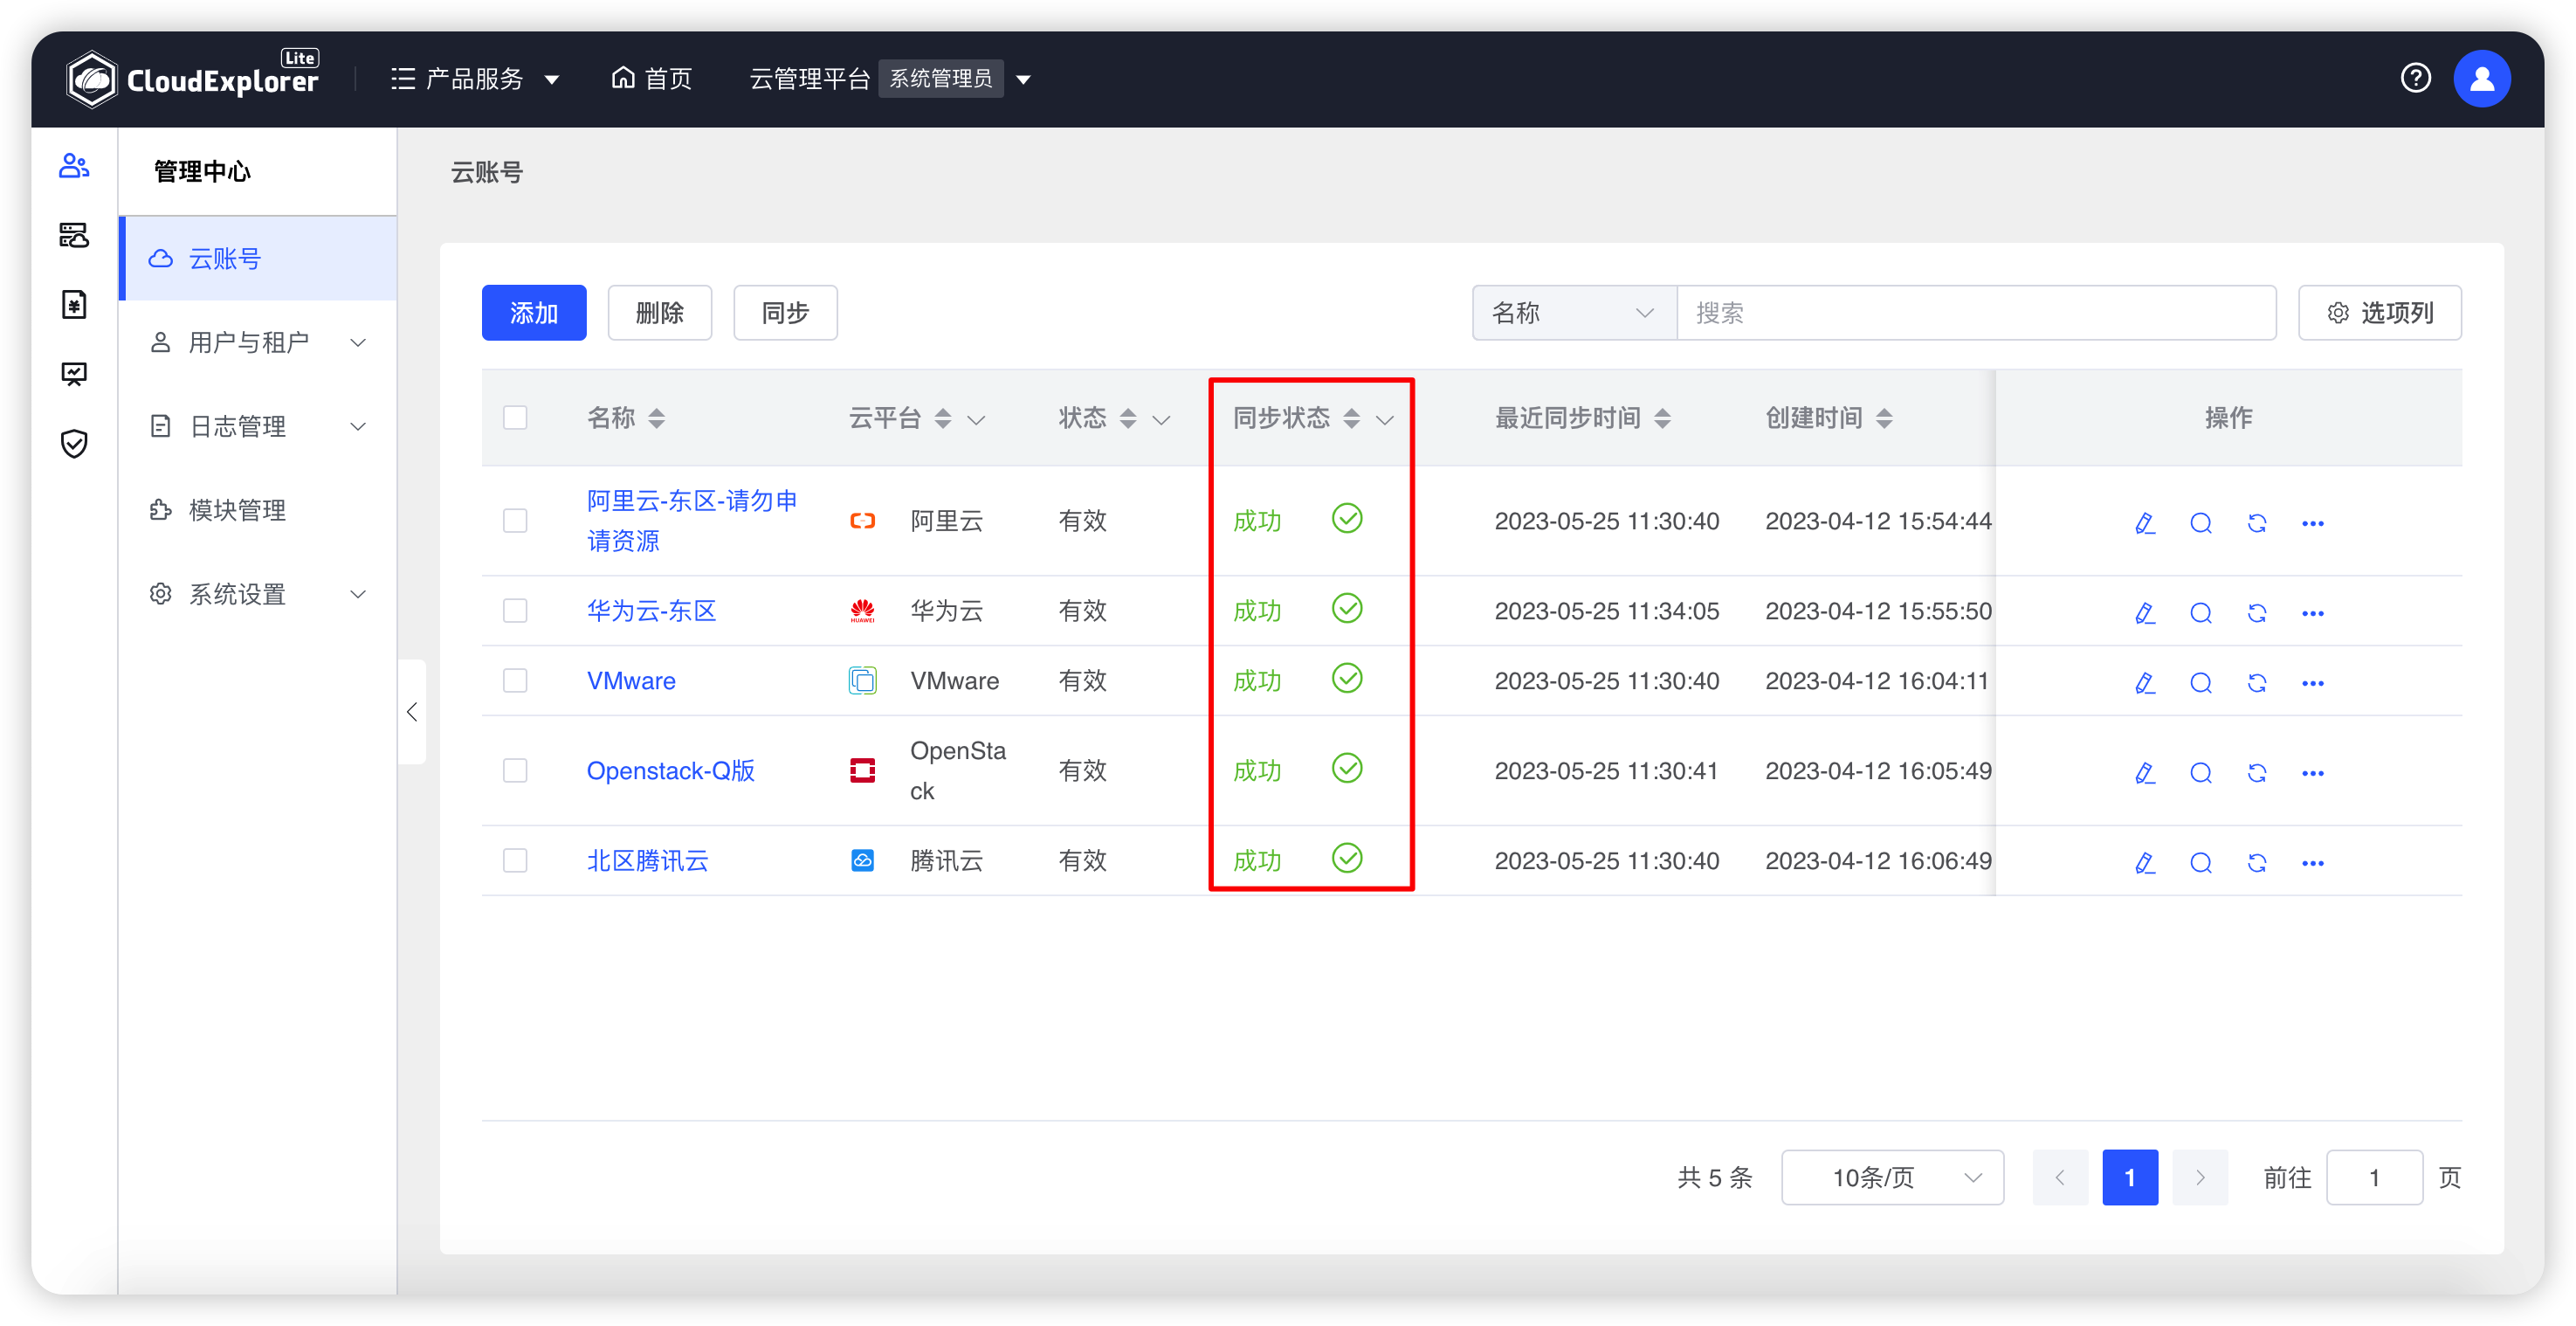 CloudExplorer Lite
产品服务
首页
云管理平台 系统管理员
管理中心
云账号
用户与租户
日志管理
模块管理
系统设置
云账号
添加 删除 同步 名称 搜索 选项列
名称 云平台 状态 同步状态 最近同步时间 创建时间 操作
阿里云-东区-请勿申
请资源
阿里云 有效 成功 2023-05-25 11:30:40 2023-04-12 15:54:44
华为云-东区 HUAWEI 华为云 有效 成功 2023-05-25 11:34:05 2023-04-12 15:55:50
VMware VMware 有效 成功 2023-05-25 11:30:40 2023-04-12 16:04:11
Openstack-Q版
OpenSta
ck
有效 成功 2023-05-25 11:30:41 2023-04-12 16:05:49
北区腾讯云 腾讯云 有效 成功 2023-05-25 11:30:40 2023-04-12 16:06:49
共 5 条 10条/页 1 前往 1 页